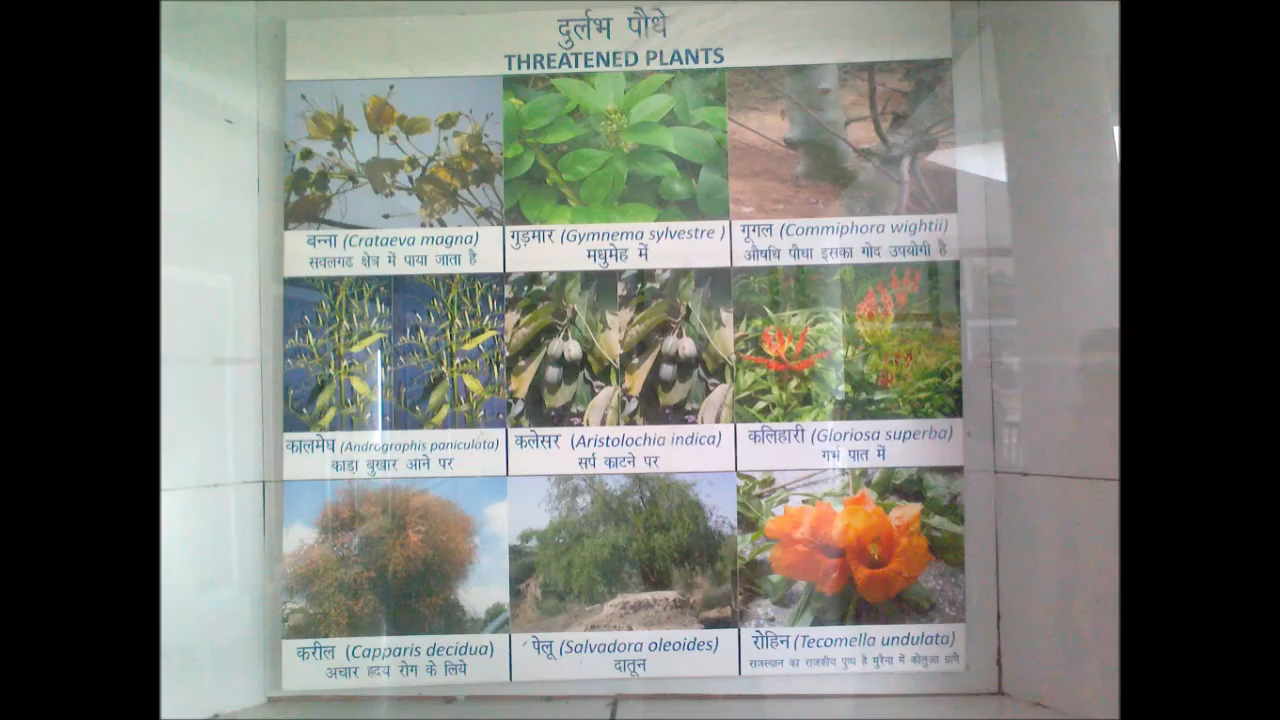 दुर्लभ पौधे
THREATENED PLANTS
बन्ना (Crataeva magna)
सबलगढ क्षेत्र में पाया जाता है
गुड़मार (Gymnema sylvestre )
मधुमेह में
गूगल (Commiphora wightii)
औषधि पौधा इसका गोद उपयोगी है
कालमेघ (Andrographis paniculata)
काड़ा बुखार आने पर
कलेसर (Aristolochia indica)
सर्प काटने पर
कलिहारी (Gloriosa superba)
गर्भ पात में
करील (Capparis decidua)
अचार ह्रदय रोग के लिये
पेलू (Salvadora oleoides)
दातून
रोहिन (Tecomella undulata)
राजस्थान का राजकीय पुष्प है मुरैना में